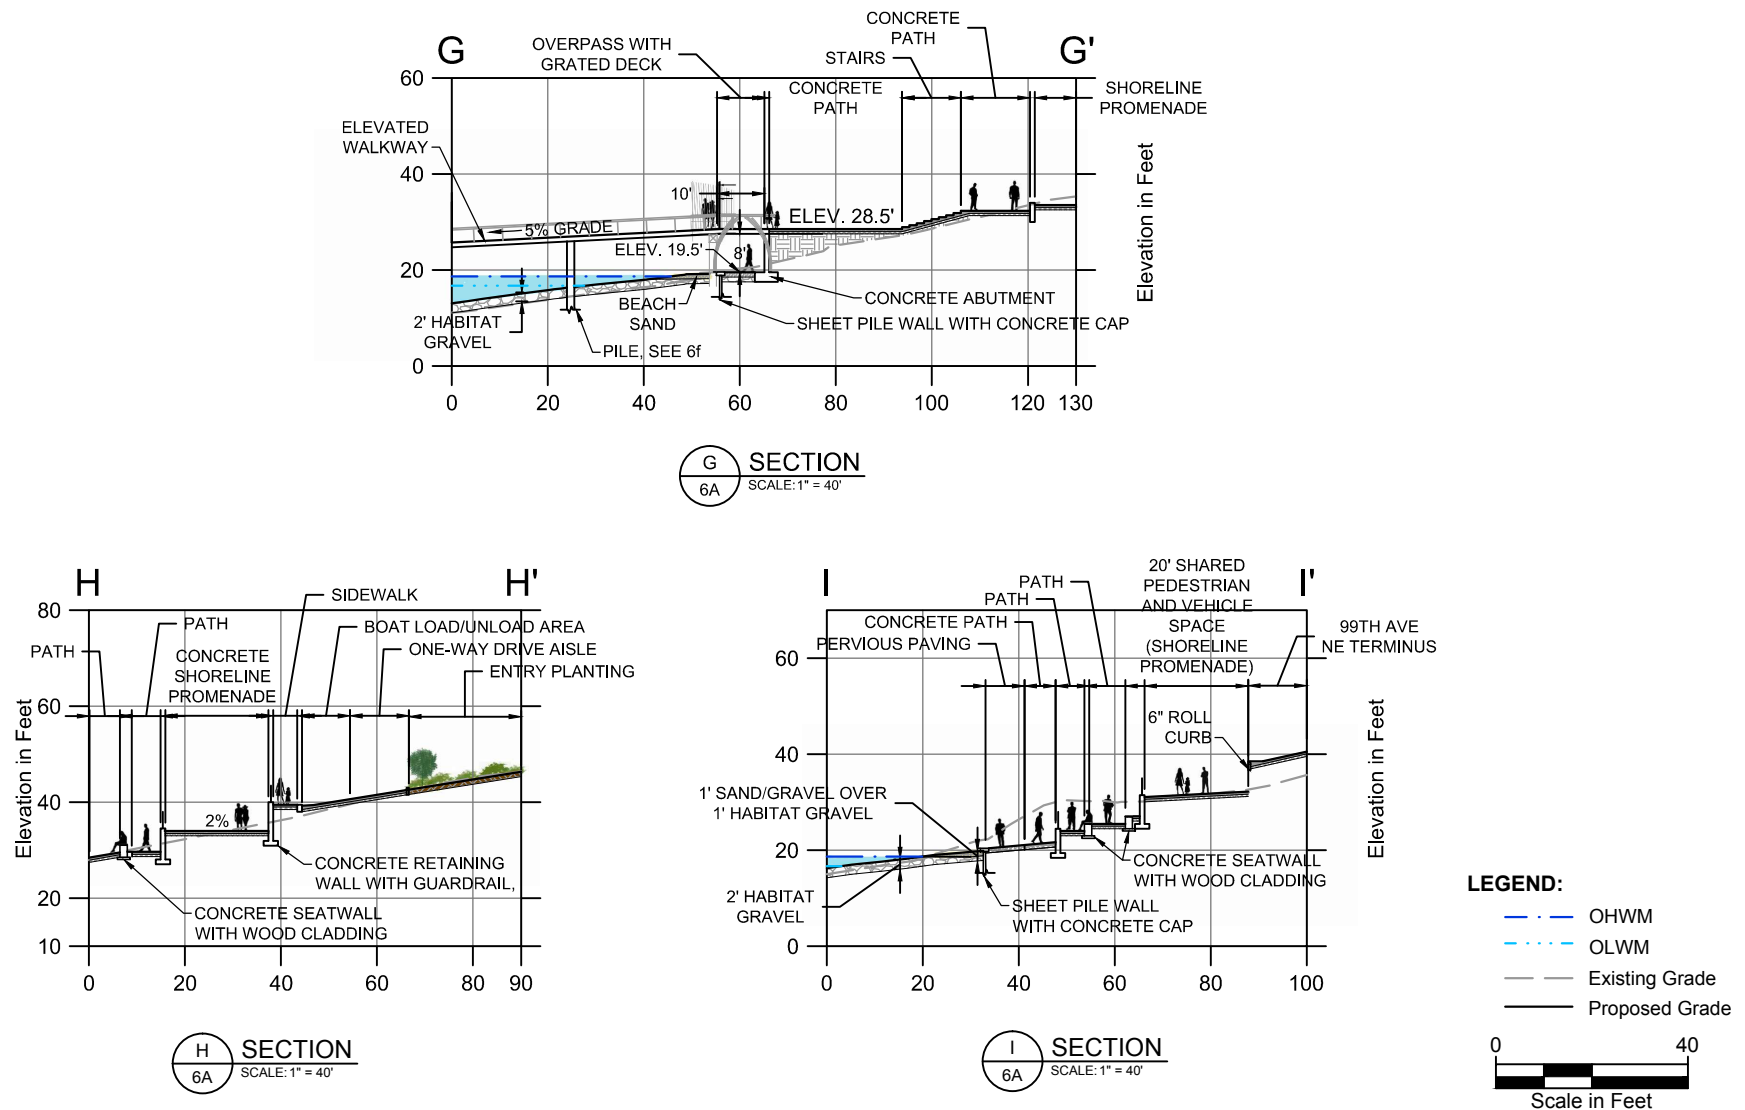 G
G'
OVERPASS WITH
GRATED DECK
CONCRETE
PATH
STAIRS
CONCRETE
PATH
SHORELINE
PROMENADE
ELEVATED
WALKWAY
60
40
20
0
10'
ELEV. 28.5'
5% GRADE
ELEV. 19.5'
8'
BEACH
SAND
2' HABITAT
GRAVEL
CONCRETE ABUTMENT
SHEET PILE WALL WITH CONCRETE CAP
PILE, SEE 6f
Elevation in Feet
0 20 40 60 80 100 120 130
G
6A
SECTION
SCALE: 1" = 40'
H
H'
SIDEWALK
PATH
BOAT LOAD/UNLOAD AREA
PATH
ONE-WAY DRIVE AISLE
CONCRETE
SHORELINE
PROMENADE
ENTRY PLANTING
80
60
40
20
10
Elevation in Feet
2%
CONCRETE RETAINING
WALL WITH GUARDRAIL,
CONCRETE SEATWALL
WITH WOOD CLADDING
0 20 40 60 80 90
H
6A
SECTION
SCALE: 1" = 40'
I
I'
20' SHARED
PEDESTRIAN
AND VEHICLE
SPACE
(SHORELINE
PROMENADE)
PATH
PATH
CONCRETE PATH
PERVIOUS PAVING
99TH AVE
NE TERMINUS
60
40
20
0
6" ROLL
CURB
1' SAND/GRAVEL OVER
1' HABITAT GRAVEL
2' HABITAT
GRAVEL
CONCRETE SEATWALL
WITH WOOD CLADDING
SHEET PILE WALL
WITH CONCRETE CAP
Elevation in Feet
0 20 40 60 80 100
I
6A
SECTION
SCALE: 1" = 40'
LEGEND:
OHWM
OLWM
Existing Grade
Proposed Grade
0 40
Scale in Feet